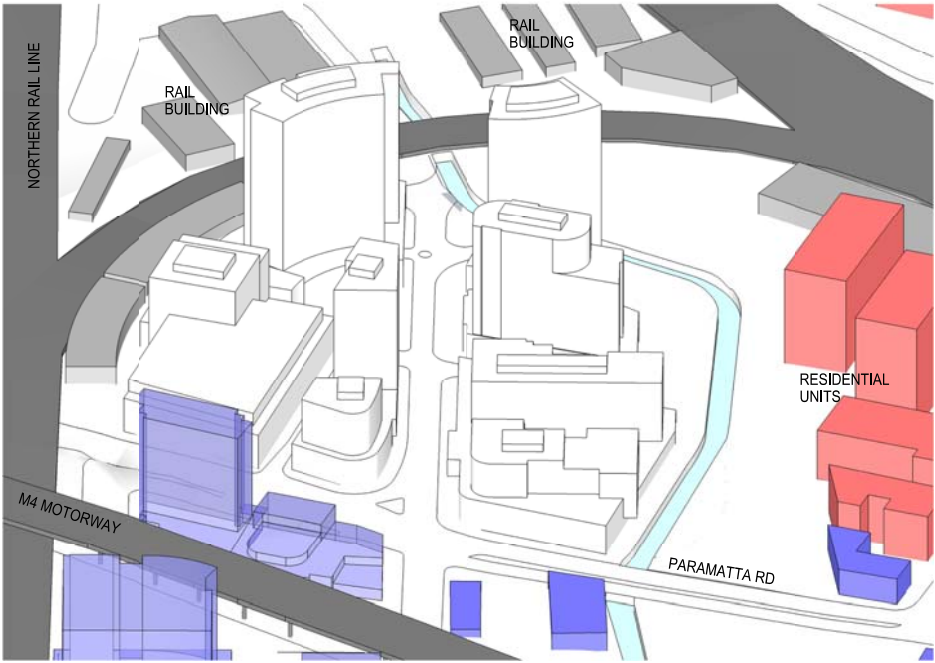 NORTHERN RAIL LINE
RAIL
BUILDING
RAIL
BUILDING
RESIDENTIAL
UNITS
M4 MOTORWAY
PARAMATTA RD